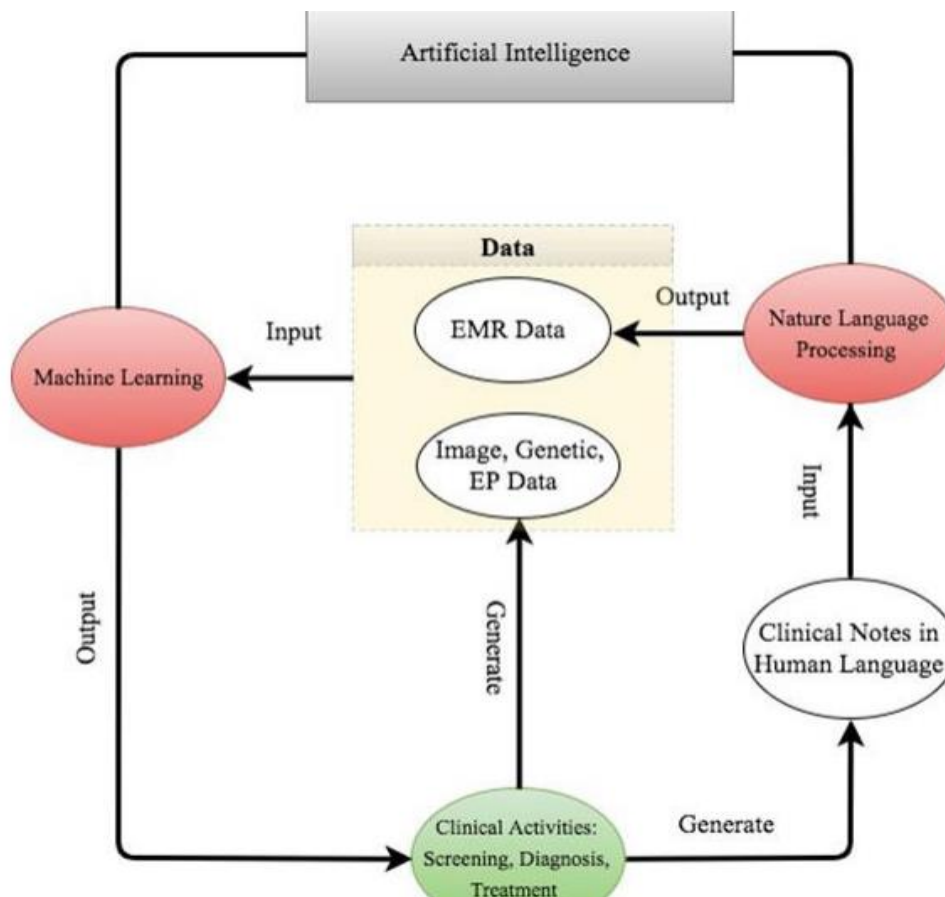 Artificial Intelligence
Data
Output
EMR Data
Nature Language
Processing
Input
Machine Learning
Image, Genetic,
EP Data
Input
Output
Generate
Clinical Notes in
Human Language
Clinical Activities:
Screening, Diagnosis,
Treatment
Generate